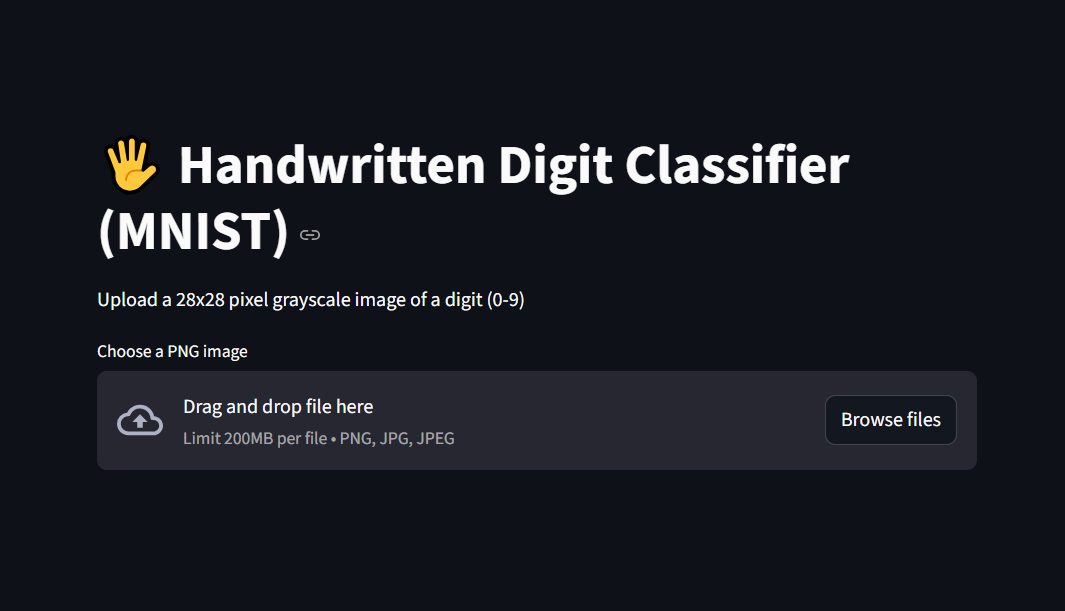 🖐 Handwritten Digit Classifier
(MNIST)
Upload a 28x28 pixel grayscale image of a digit (0-9)
Choose a PNG image
Drag and drop file here
Limit 200MB per file • PNG, JPG, JPEG
Browse files